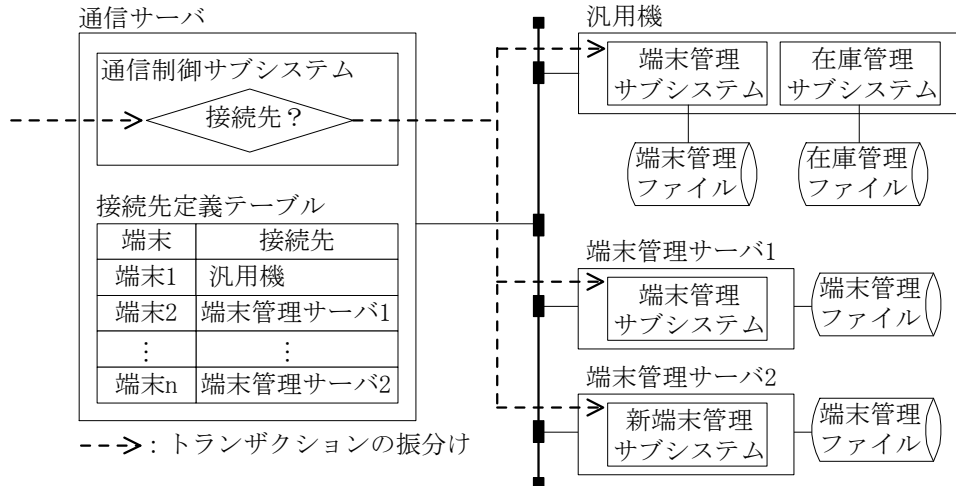 通信サーバ
通信制御サブシステム
接続先？
接続先定義テーブル
端末 接続先
端末1 汎用機
端末2 端末管理サーバ1
⋮ ⋮
端末n 端末管理サーバ2
：トランザクションの振分け
汎用機
端末管理
サブシステム
在庫管理
サブシステム
端末管理
ファイル
在庫管理
ファイル
端末管理サーバ1
端末管理
サブシステム
端末管理
ファイル
端末管理サーバ2
新端末管理
サブシステム
端末管理
ファイル